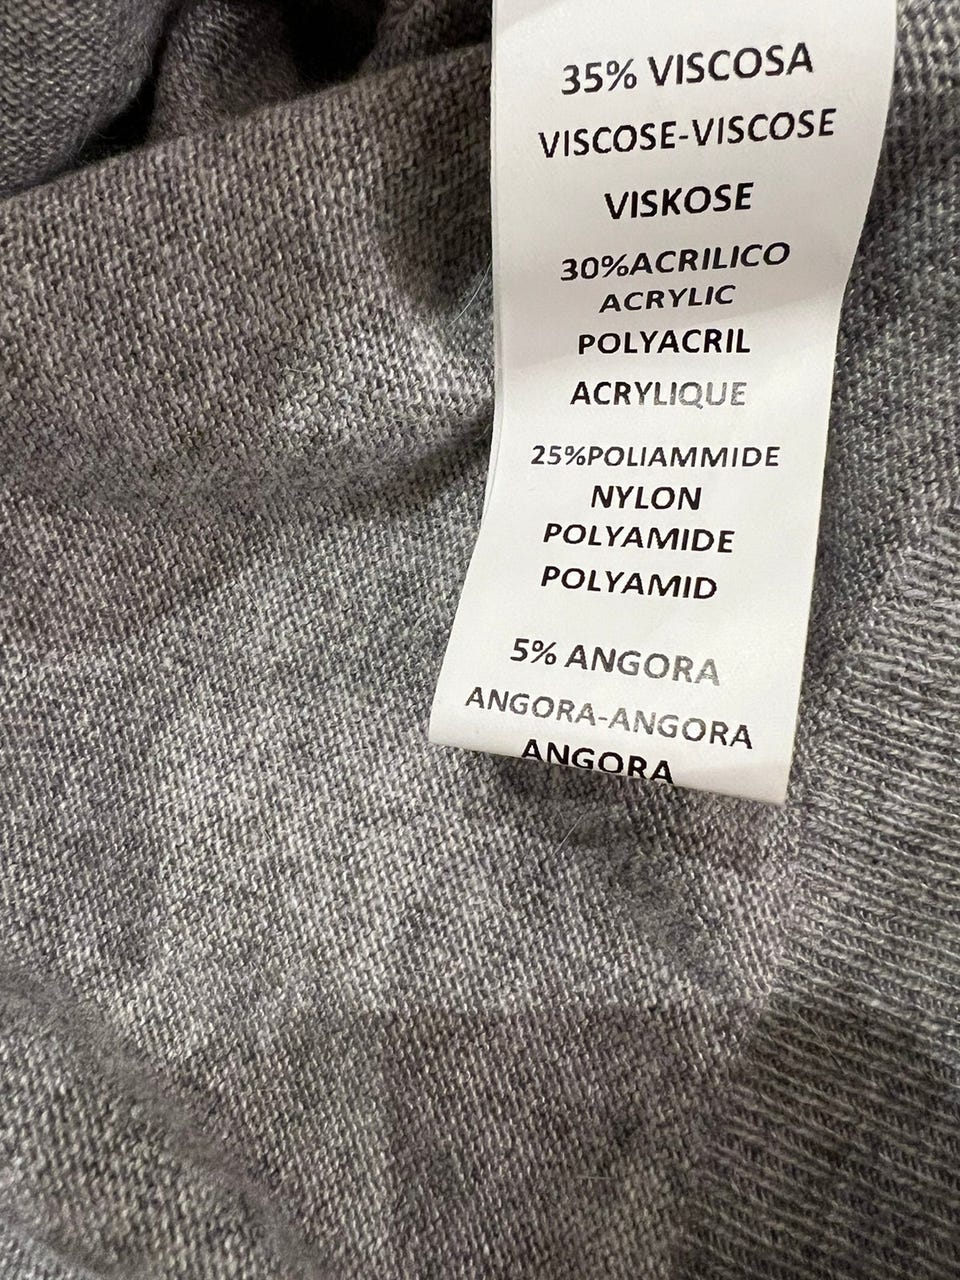 35% VISCOSA
VISCOSE-VISCOSE
VISKOSE
30%ACRILICO
ACRYLIC
POLYACRIL
ACRYLIQUE
25%POLIAMMIDE
NYLON
POLYAMIDE
POLYAMID
5% ANGORA
ANGORA-ANGORA
ANGORA